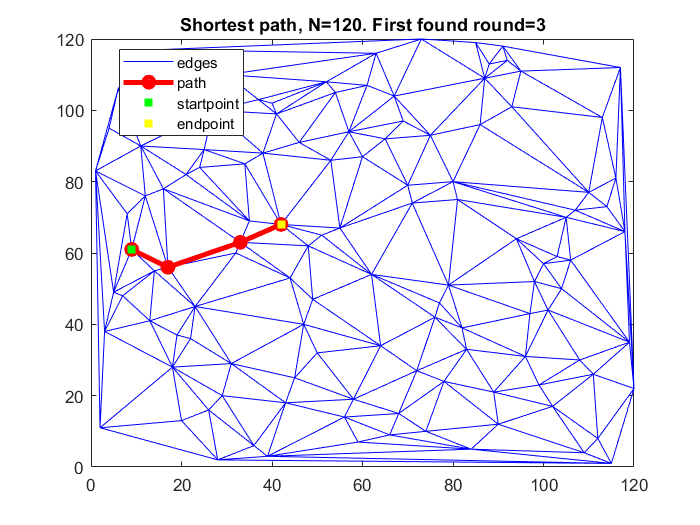 Shortest path, N=120. First found round=3
edges
path
startpoint
endpoint
120
100
80
60
40
20
0
0 20 40 60 80 100 120